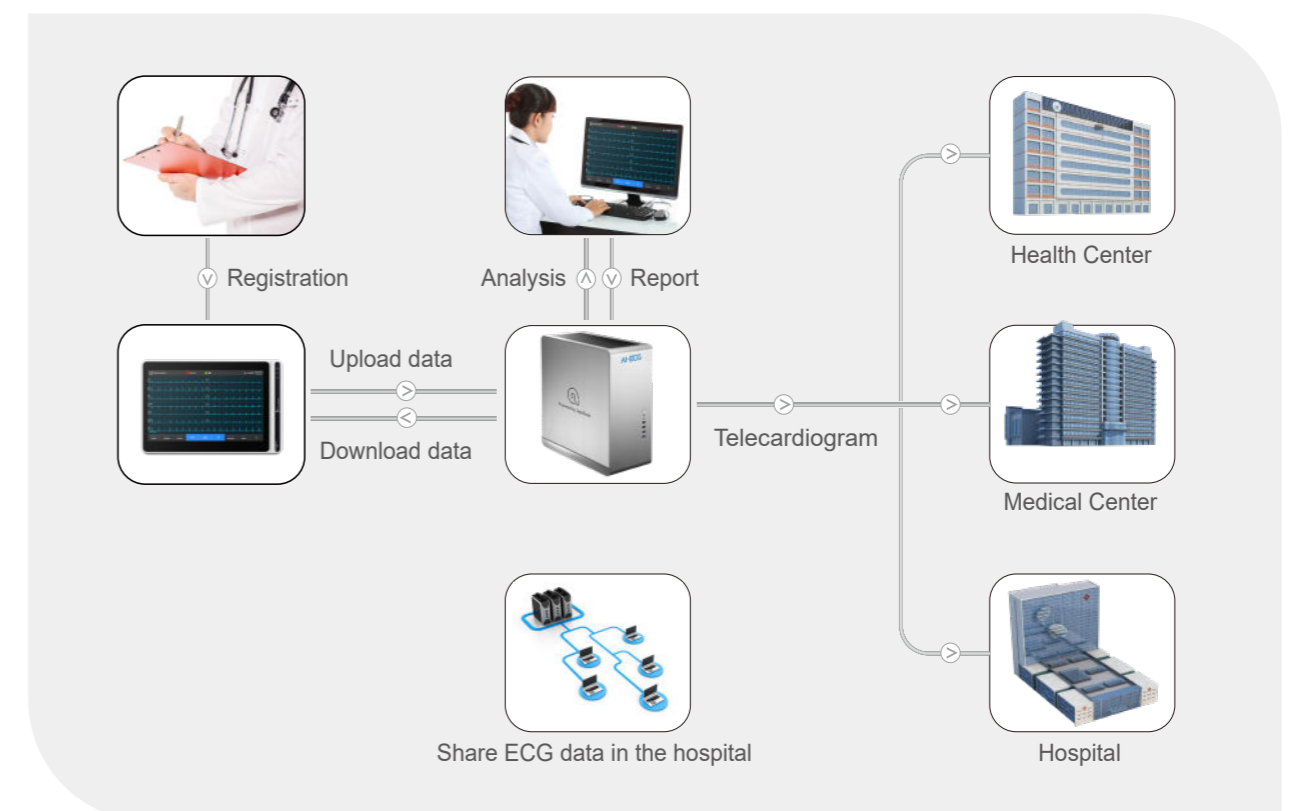 Health Center
Registration
Analysis
Report
Upload data
Download data
AI-ECG
Telecardiogram
Medical Center
Share ECG data in the hospital
Hospital